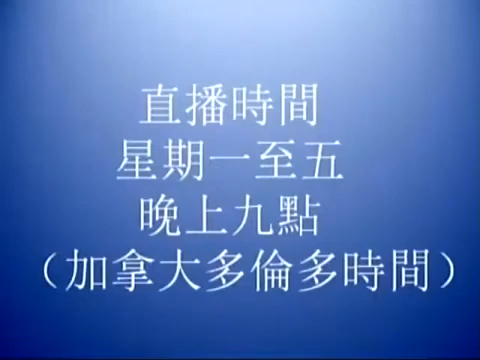 直播時間
星期一至五
晚上九點
（加拿大多倫多時間）